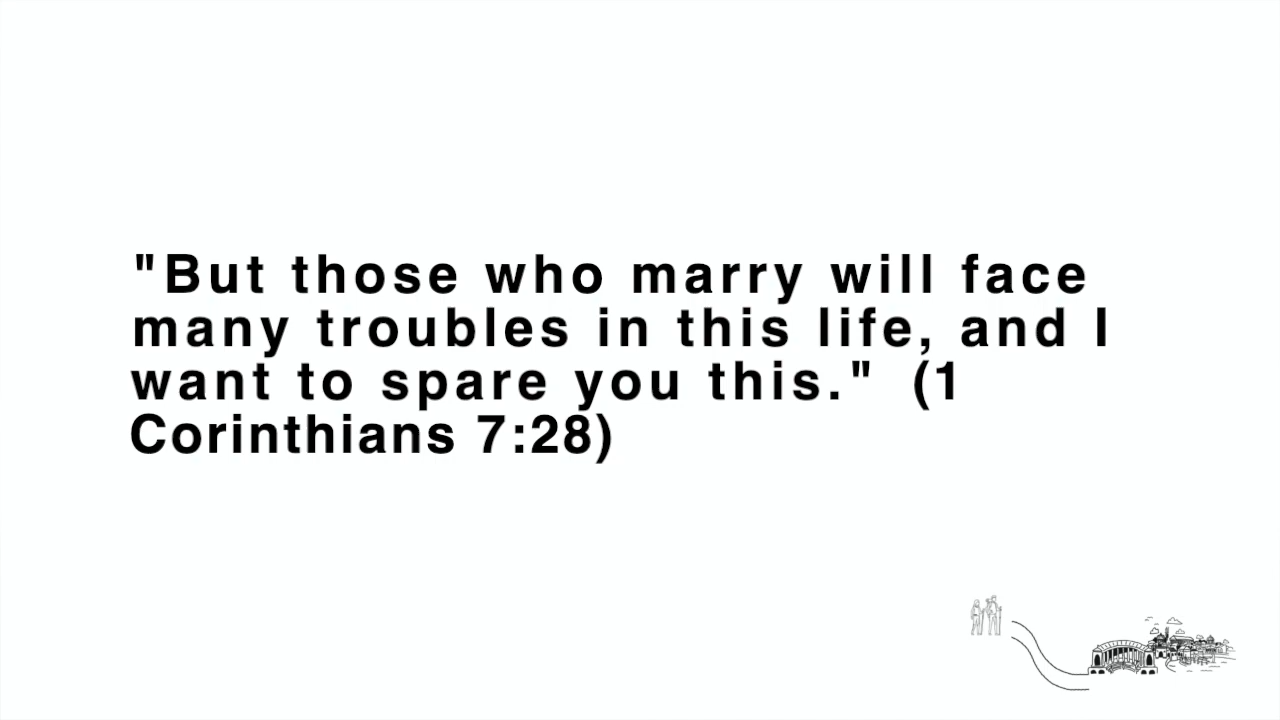 "But those who marry will face
many troubles in this life, and I
want to spare you this."  (1
Corinthians 7:28)